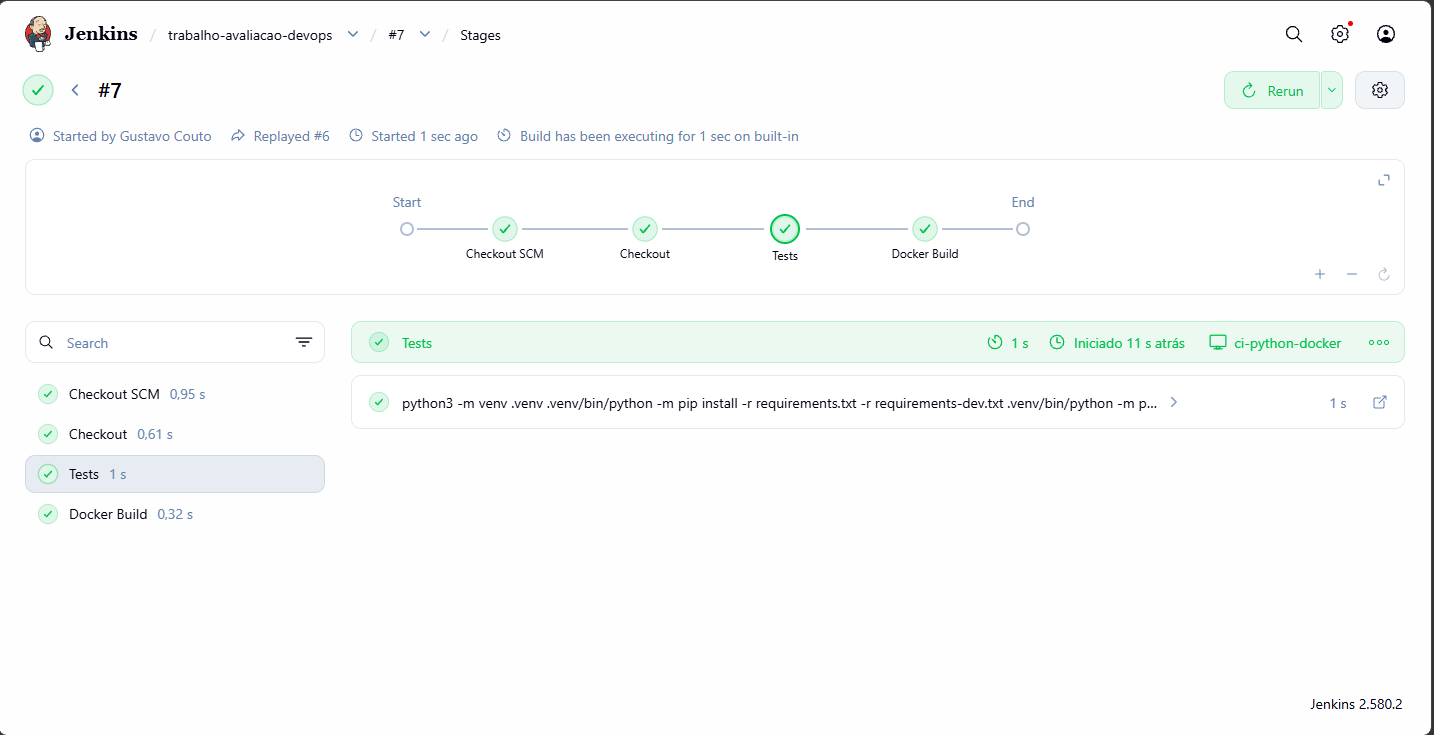 Jenkins / trabalho-avaliacao-devops / #7 / Stages
#7
Rerun
Started by Gustavo Couto Replayed #6 Started 1 sec ago Build has been executing for 1 sec on built-in
Start End
Checkout SCM Checkout Tests Docker Build
Search
Tests 1 s Iniciado 11 s atrás ci-python-docker
Checkout SCM 0,95 s
python3 -m venv .venv .venv/bin/python -m pip install -r requirements.txt -r requirements-dev.txt .venv/bin/python -m p... 1 s
Checkout 0,61 s
Tests 1 s
Docker Build 0,32 s
Jenkins 2.580.2